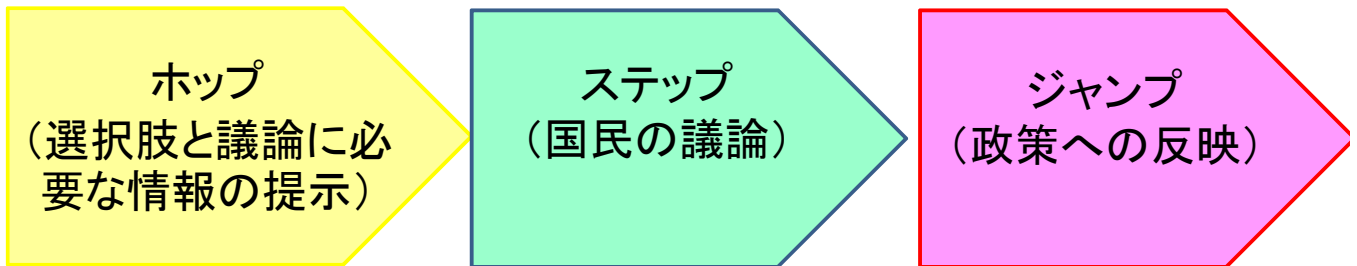 ホップ
(選択肢と議論に必
要な情報の提示)
ステップ
(国民の議論)
ジャンプ
(政策への反映)